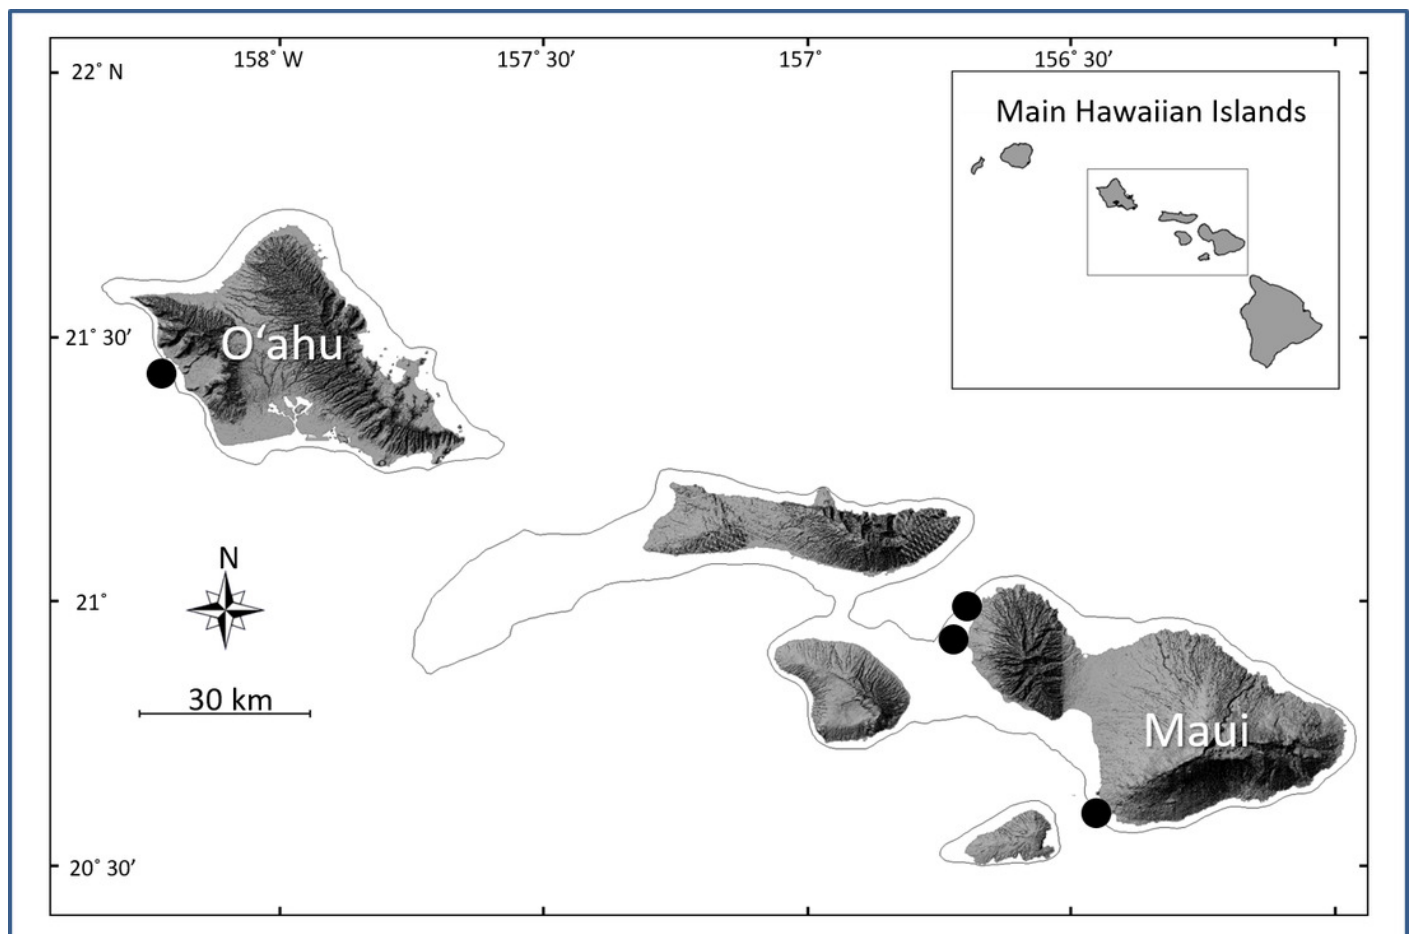 158° W
157° 30’
157°
156° 30’
22° N
Main Hawaiian Islands
21° 30’
O‘ahu
N
21°
30 km
Maui
20° 30’